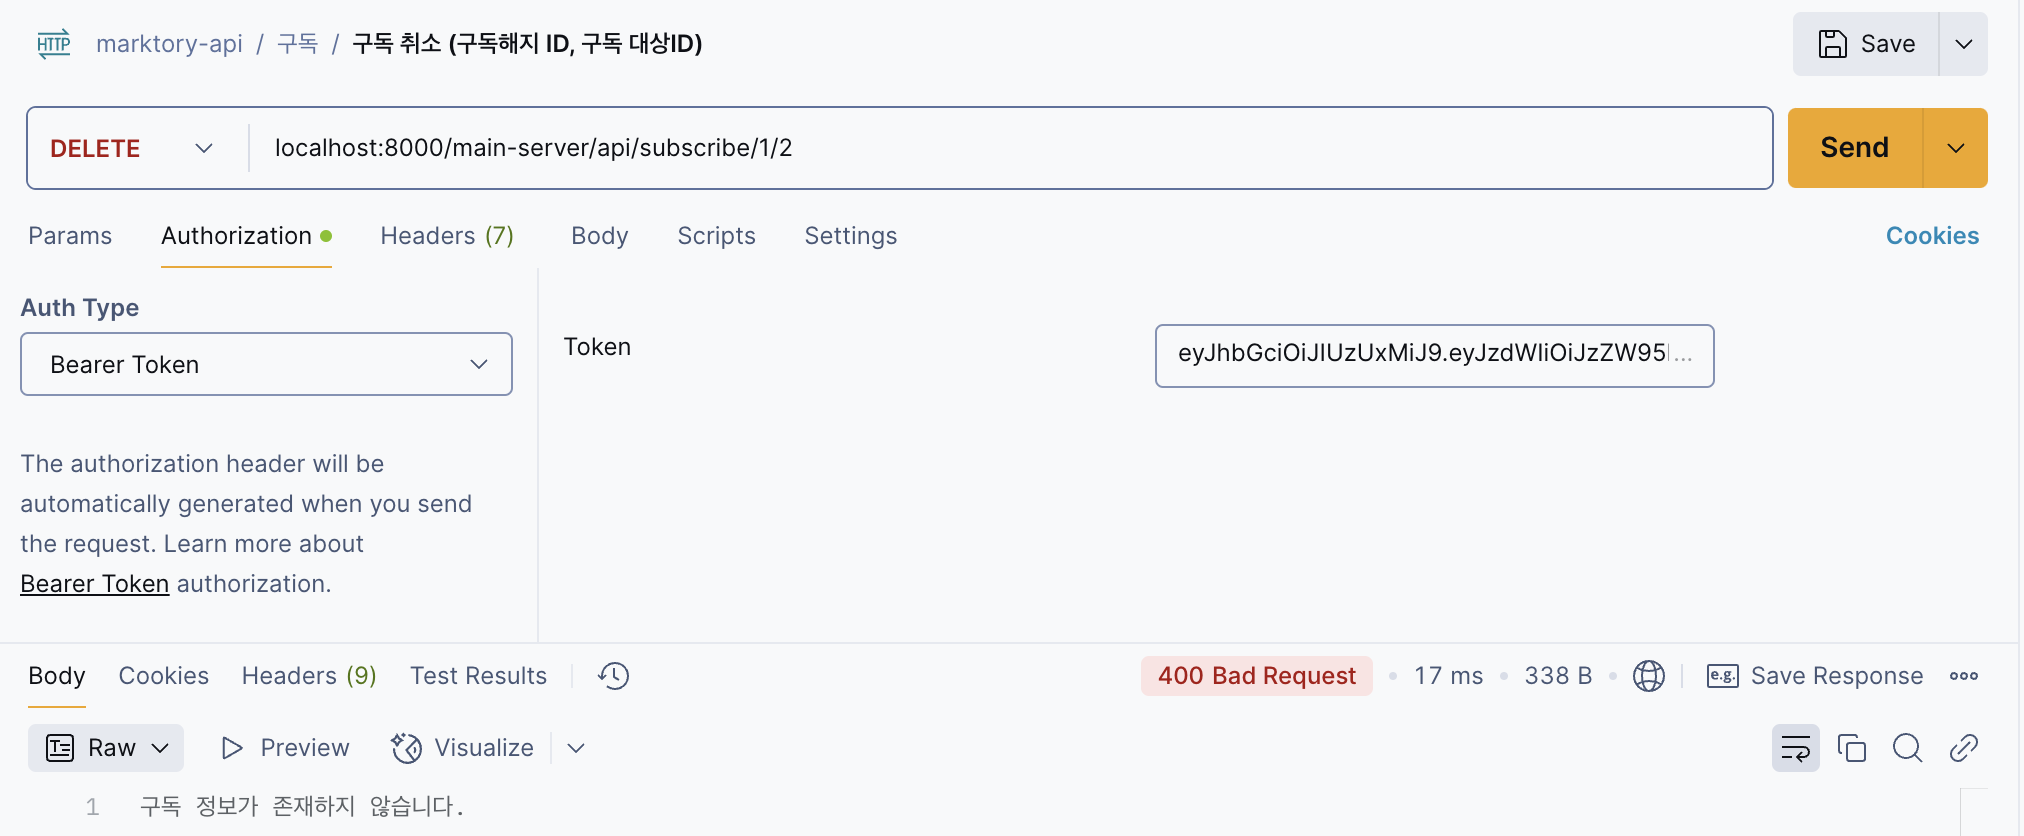 HTTP marktory-api / 구독 / 구독 취소 (구독해지 ID, 구독 대상ID) Save
DELETE localhost:8000/main-server/api/subscribe/1/2 Send
Params Authorization Headers (7) Body Scripts Settings Cookies
Auth Type
Bearer Token
Token eyJhbGciOiJIUzUxMiJ9.eyJzdWIiOiJzZW95...
The authorization header will be
automatically generated when you send
the request. Learn more about
Bearer Token authorization.
Body Cookies Headers (9) Test Results 400 Bad Request • 17 ms • 338 B • e.g. Save Response
Raw Preview Visualize
1 구독 정보가 존재하지 않습니다.